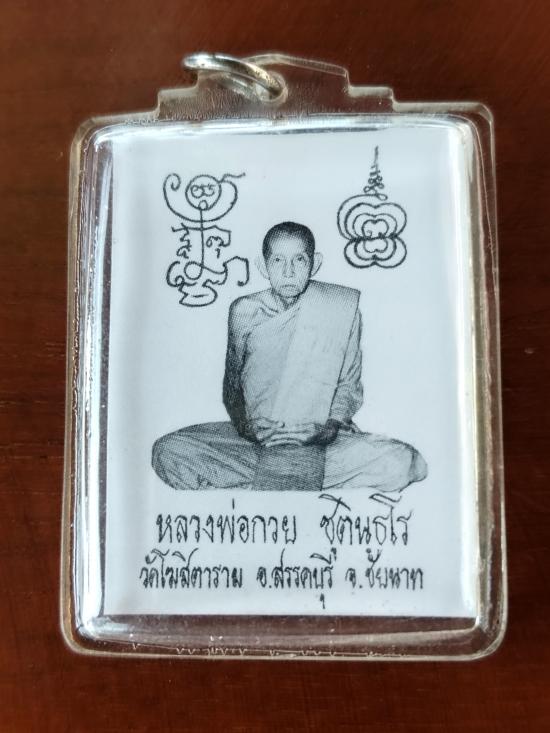 หลวงพ่อกวย ชุตินฺธโร
วัดโฆสิตาราม อ.สรรคบุรี จ.ชัยนาท